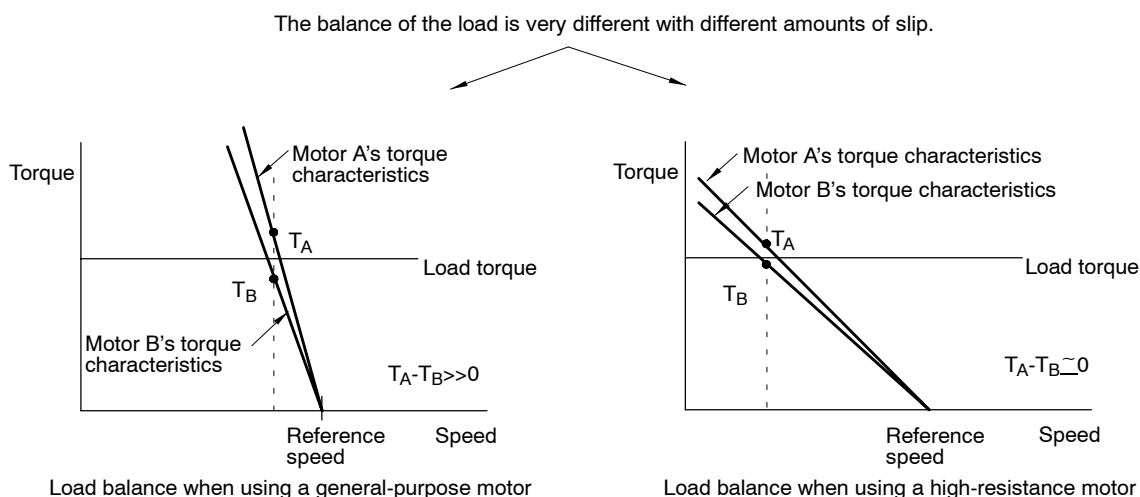 The balance of the load is very different with different amounts of slip.
Torque
Motor A's torque
characteristics
TA
Load torque
TB
Motor B's torque
characteristics
TA-TB>>0
Reference
speed
Speed
Load balance when using a general-purpose motor
Torque
Motor A's torque characteristics
Motor B's torque characteristics
TA
Load torque
TB
TA-TB≃0
Reference
speed
Speed
Load balance when using a high-resistance motor